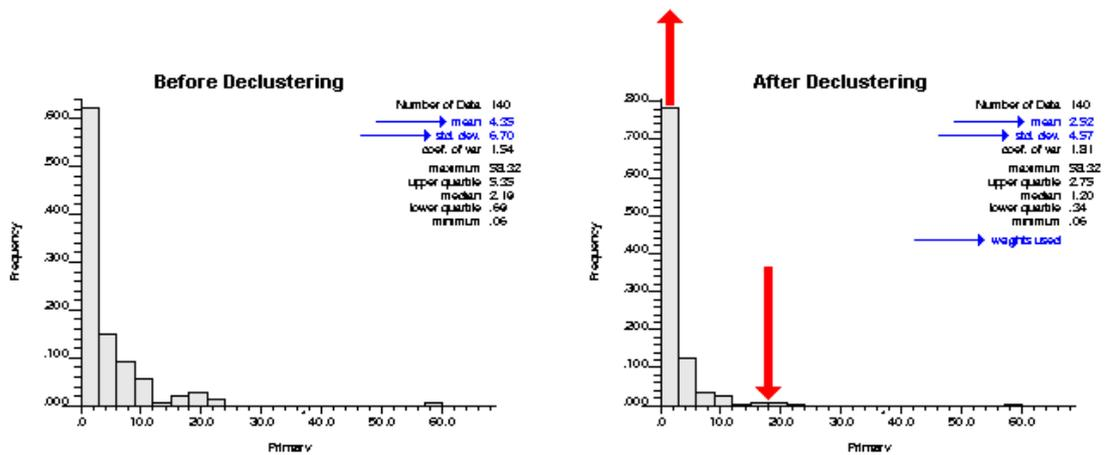 Before Declustering
Number of Data 140
mean 4.35
std. dev. 6.70
coef. of var 1.54
maximum 58.32
upper quartile 5.35
median 2.19
lower quartile .69
minimum .06
Frequency
.600
.500
.400
.300
.200
.100
.000
.0 10.0 20.0 30.0 40.0 50.0 60.0
Primary
After Declustering
Number of Data 140
mean 2.52
std. dev. 4.57
coef. of var 1.81
maximum 58.32
upper quartile 2.75
median 1.20
lower quartile .34
minimum .06
weights used
Frequency
.800
.700
.600
.500
.400
.300
.200
.100
.000
.0 10.0 20.0 30.0 40.0 50.0 60.0
Primary